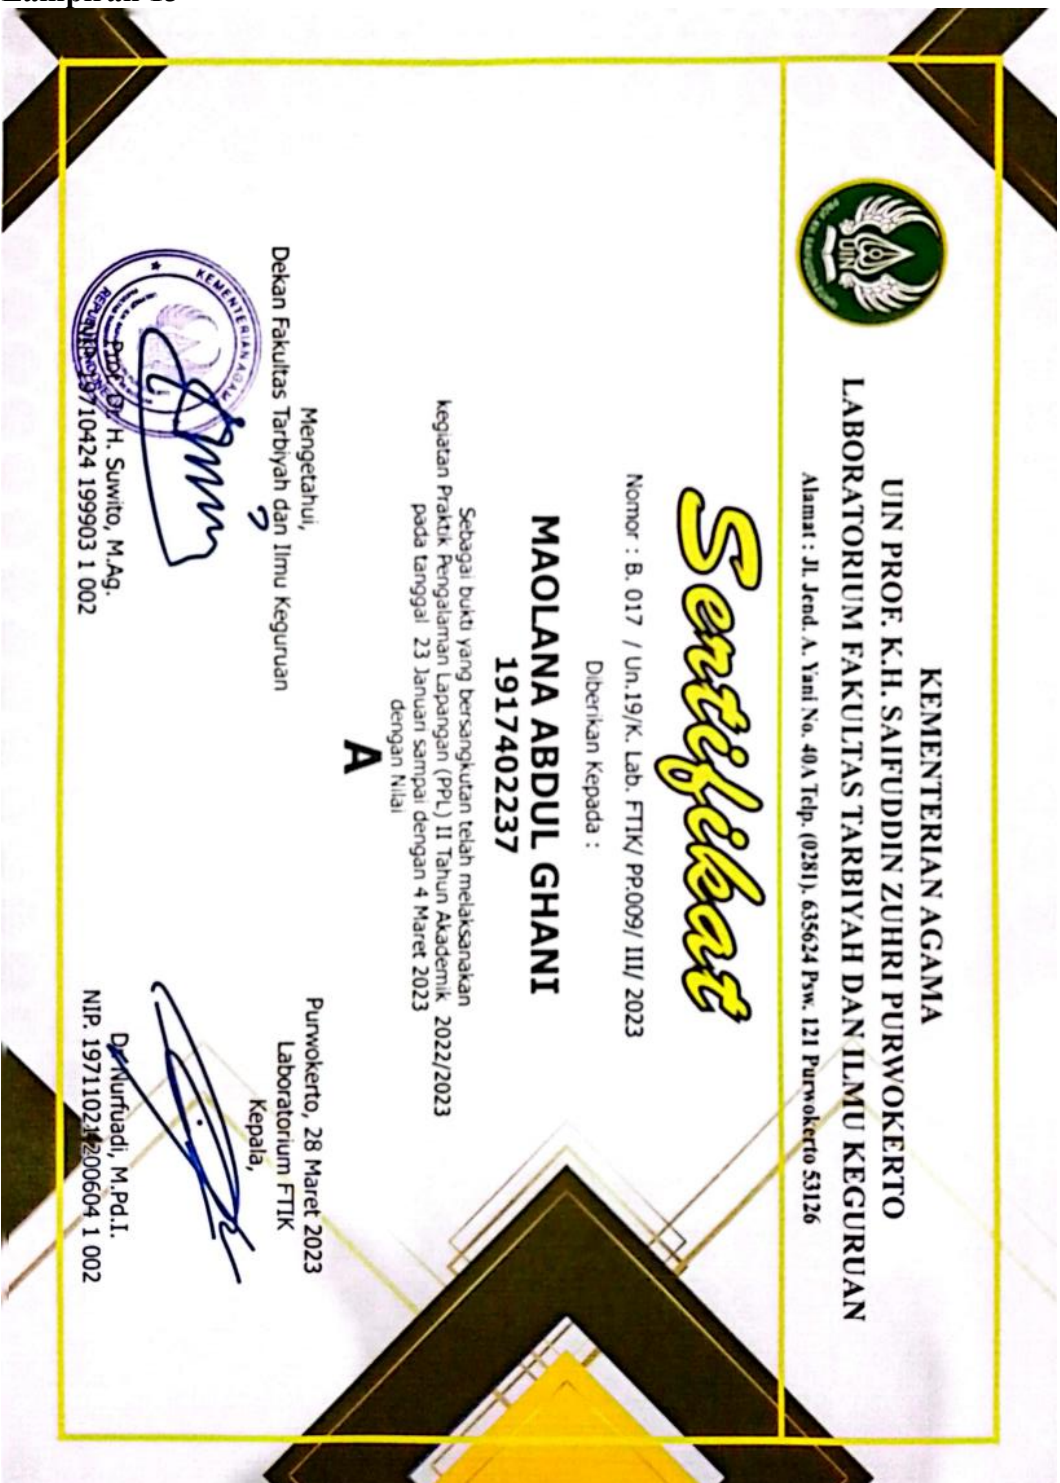 KEMENTERIAN AGAMA
UIN PROF. K.H. SAIFUDDIN ZUHRI PURWOKERTO
LABORATORIUM FAKULTAS TARBIYAH DAN ILMU KEGURUAN
Alamat : Jl. Jend. A. Yani No. 40A Telp. (0281). 635624 Psw. 121 Purwokerto 53126
UIN
Sertifikat
Nomor : B. 017 / Un.19/K. Lab. FTIK/ PP.009/ III/ 2023
Diberikan Kepada :
MAOLANA ABDUL GHANI
1917402237
Sebagai bukti yang bersangkutan telah melaksanakan
kegiatan Praktik Pengalaman Lapangan (PPL) II Tahun Akademik 2022/2023
pada tanggal 23 Januari sampai dengan 4 Maret 2023
dengan Nilai
A
Mengetahui,
Dekan Fakultas Tarbiyah dan Ilmu Keguruan
KEMENTERIAN AGAMA
Prof. Dr. H. Suwito, M.Ag.
NIP. 19710424 199903 1 002
Purwokerto, 28 Maret 2023
Laboratorium FTIK
Kepala,
Dr. Nurfuadi, M.Pd.I.
NIP. 19711021 200604 1 002